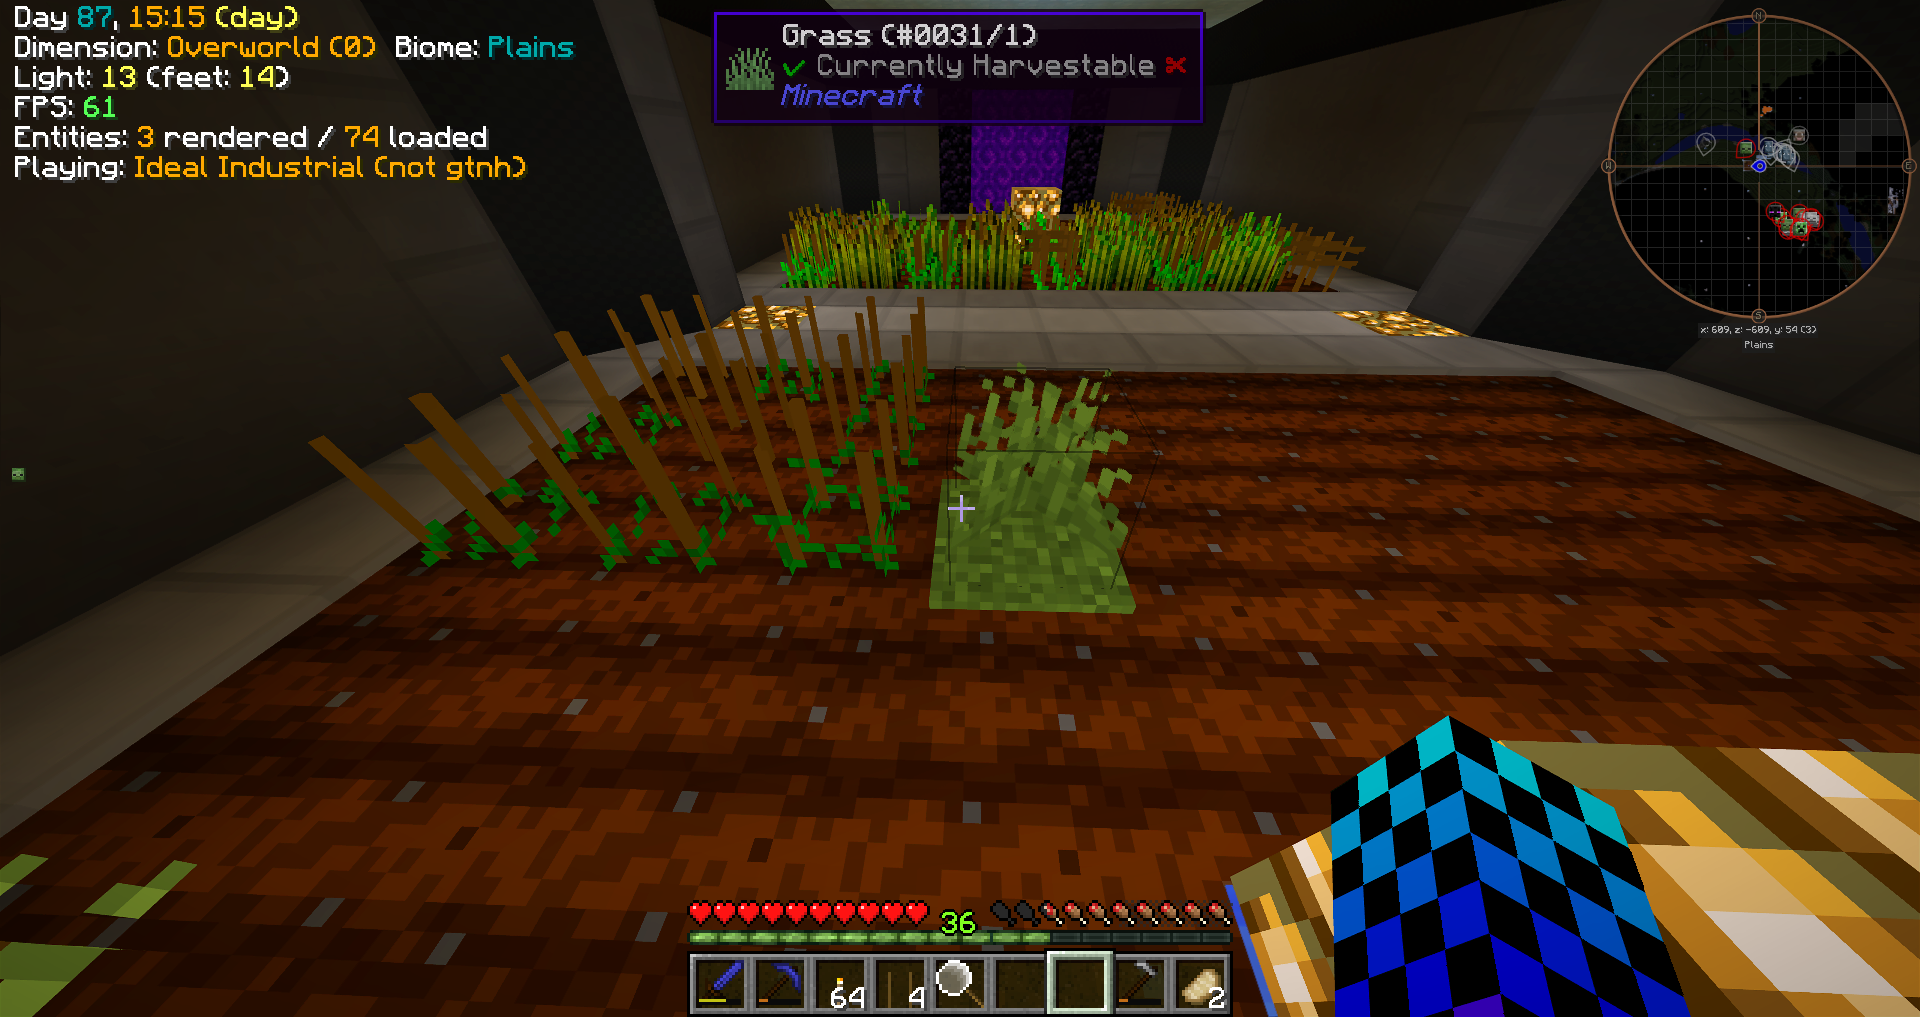 Day 87, 15:15 (day)
Dimension: Overworld (0) Biome: Plains
Light: 13 (feet: 14)
FPS: 61
Entities: 3 rendered / 74 loaded
Playing: Ideal Industrial (not gtnh)
Grass (#0031/1)
✔ Currently Harvestable ✘
Minecraft
N
W
E
S
x: 609, z: -609, y: 54 (3)
Plains
36
64
4
2